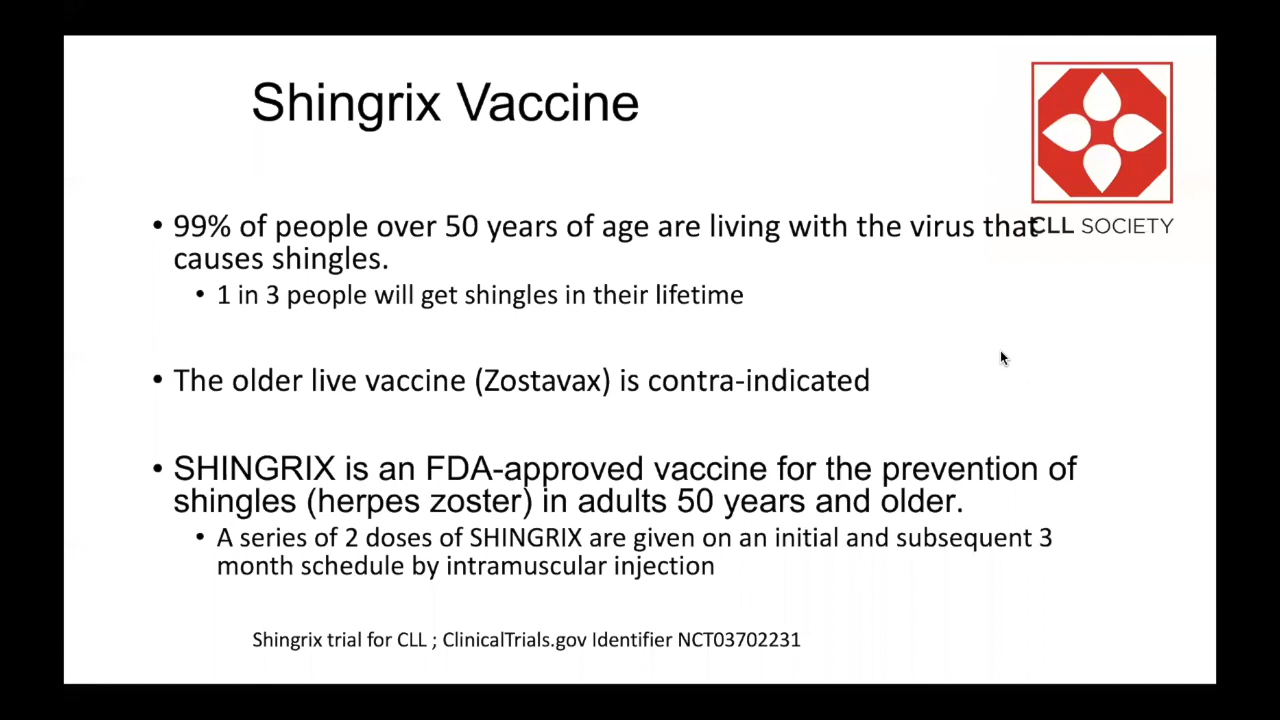 Shingrix Vaccine
• 99% of people over 50 years of age are living with the virus that
causes shingles.
• 1 in 3 people will get shingles in their lifetime
• The older live vaccine (Zostavax) is contra-indicated
• SHINGRIX is an FDA-approved vaccine for the prevention of
shingles (herpes zoster) in adults 50 years and older.
• A series of 2 doses of SHINGRIX are given on an initial and subsequent 3
month schedule by intramuscular injection
Shingrix trial for CLL ; ClinicalTrials.gov Identifier NCT03702231
CLL SOCIETY